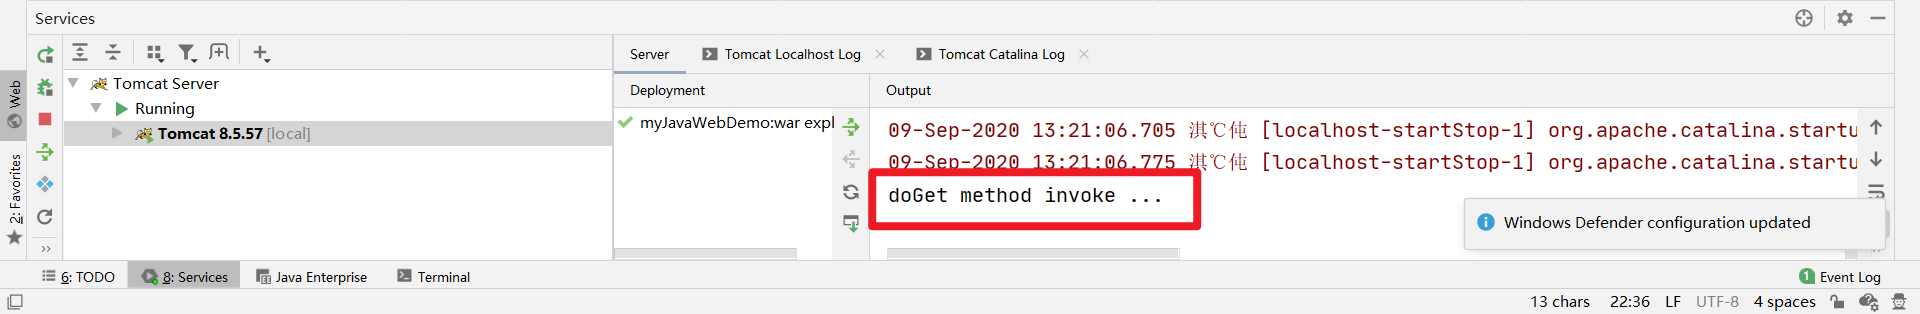 Services
Web
2: Favorites
Tomcat Server
Running
Tomcat 8.5.57 [local]
Server
Tomcat Localhost Log
Tomcat Catalina Log
Deployment
Output
myJavaWebDemo:war expl
09-Sep-2020 13:21:06.705 淇℃伅 [localhost-startStop-1] org.apache.catalina.startu
09-Sep-2020 13:21:06.775 淇℃伅 [localhost-startStop-1] org.apache.catalina.startu
doGet method invoke ...
Windows Defender configuration updated
6: TODO
8: Services
Java Enterprise
Terminal
1 Event Log
13 chars 22:36 LF UTF-8 4 spaces